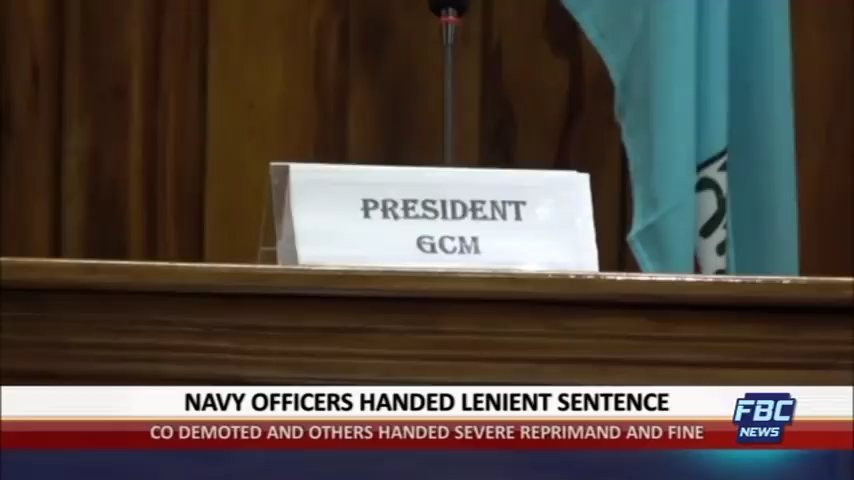 PRESIDENT
GCM
NAVY OFFICERS HANDED LENIENT SENTENCE
CO DEMOTED AND OTHERS HANDED SEVERE REPRIMAND AND FINE
FBC
NEWS